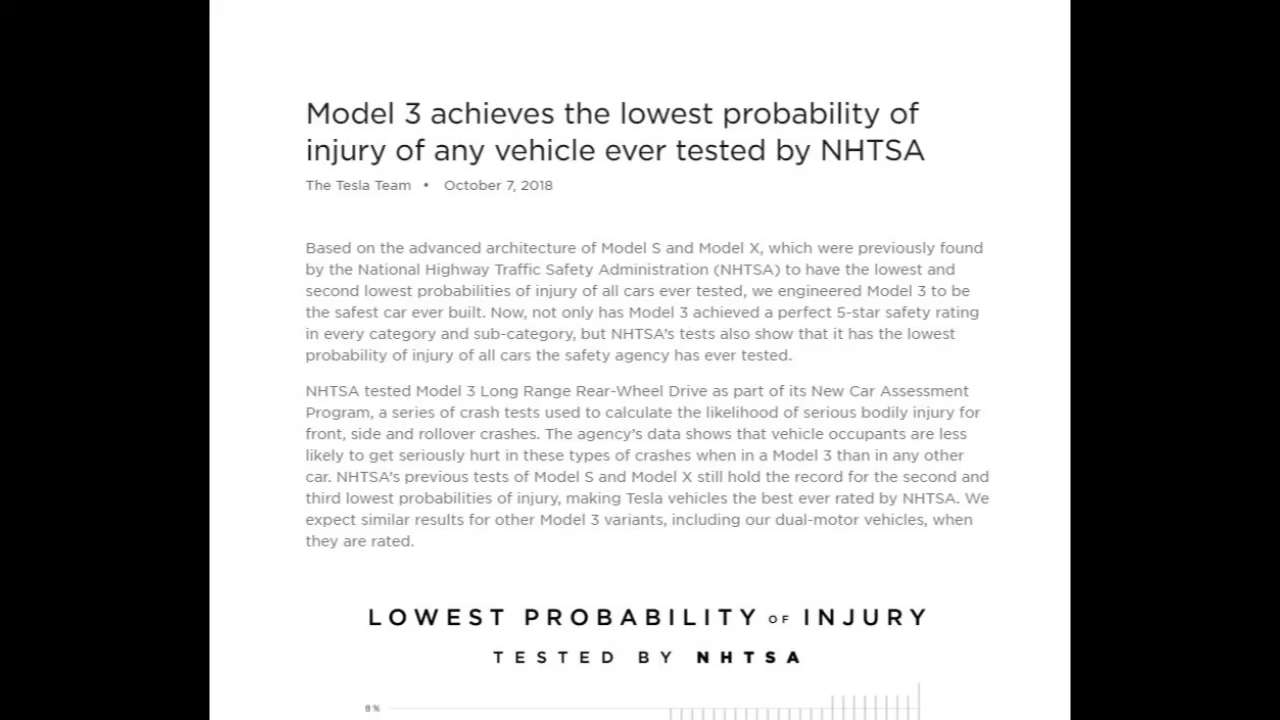 Model 3 achieves the lowest probability of
injury of any vehicle ever tested by NHTSA
The Tesla Team • October 7, 2018
Based on the advanced architecture of Model S and Model X, which were previously found
by the National Highway Traffic Safety Administration (NHTSA) to have the lowest and
second lowest probabilities of injury of all cars ever tested, we engineered Model 3 to be
the safest car ever built. Now, not only has Model 3 achieved a perfect 5-star safety rating
in every category and sub-category, but NHTSA’s tests also show that it has the lowest
probability of injury of all cars the safety agency has ever tested.
NHTSA tested Model 3 Long Range Rear-Wheel Drive as part of its New Car Assessment
Program, a series of crash tests used to calculate the likelihood of serious bodily injury for
front, side and rollover crashes. The agency’s data shows that vehicle occupants are less
likely to get seriously hurt in these types of crashes when in a Model 3 than in any other
car. NHTSA’s previous tests of Model S and Model X still hold the record for the second and
third lowest probabilities of injury, making Tesla vehicles the best ever rated by NHTSA. We
expect similar results for other Model 3 variants, including our dual-motor vehicles, when
they are rated.
LOWEST PROBABILITY OF INJURY
TESTED BY NHTSA
8%